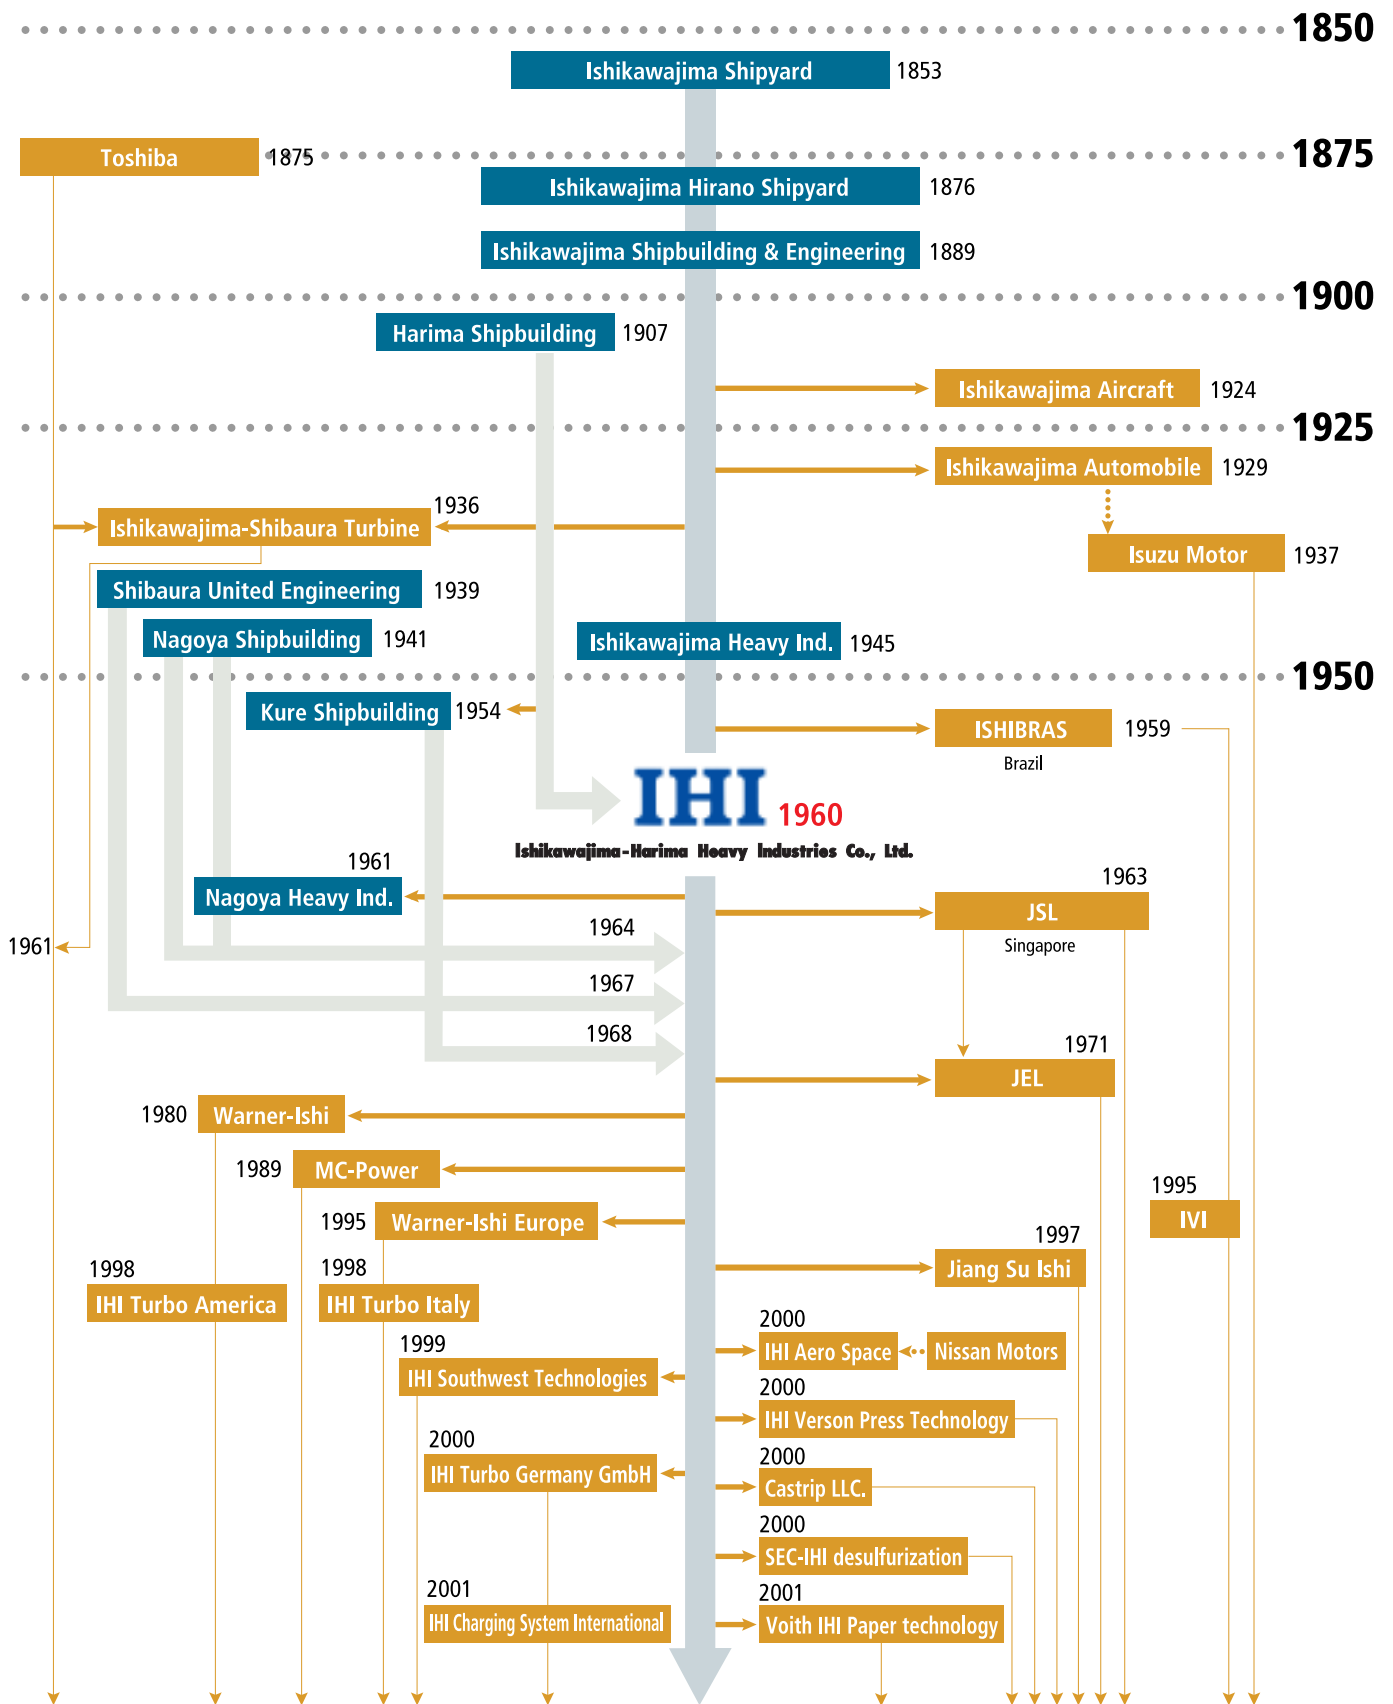 1850
Ishikawajima Shipyard 1853
Toshiba 1875
1875
Ishikawajima Hirano Shipyard 1876
Ishikawajima Shipbuilding & Engineering 1889
1900
Harima Shipbuilding 1907
Ishikawajima Aircraft 1924
1925
Ishikawajima Automobile 1929
1936
Ishikawajima-Shibaura Turbine
Isuzu Motor 1937
Shibaura United Engineering 1939
Nagoya Shipbuilding 1941
Ishikawajima Heavy Ind. 1945
1950
Kure Shipbuilding 1954
ISHIBRAS 1959
Brazil
IHI 1960
Ishikawajima-Harima Heavy Industries Co., Ltd.
1961
Nagoya Heavy Ind.
1963
JSL
Singapore
1964
1961
1967
1968
1971
JEL
1980 Warner-Ishi
1989 MC-Power
1995
IVI
1995 Warner-Ishi Europe
1997
Jiang Su Ishi
1998
IHI Turbo America
1998
IHI Turbo Italy
2000
IHI Aero Space
Nissan Motors
1999
IHI Southwest Technologies
2000
IHI Verson Press Technology
2000
IHI Turbo Germany GmbH
2000
Castrip LLC.
2000
SEC-IHI desulfurization
2001
IHI Charging System International
2001
Voith IHI Paper technology